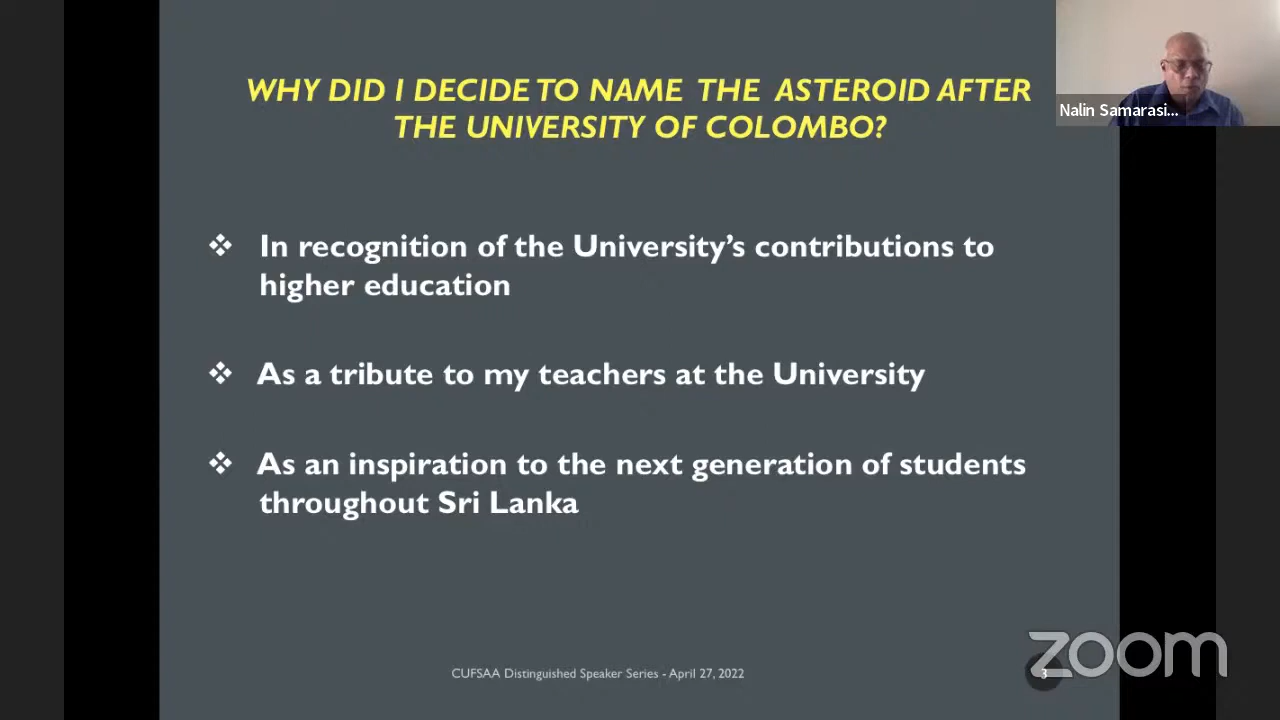 WHY DID I DECIDE TO NAME THE ASTEROID AFTER
THE UNIVERSITY OF COLOMBO?
Nalin Samarasi...
❖ In recognition of the University's contributions to
higher education
❖ As a tribute to my teachers at the University
❖ As an inspiration to the next generation of students
throughout Sri Lanka
CUFSAA Distinguished Speaker Series - April 27, 2022
3
zoom